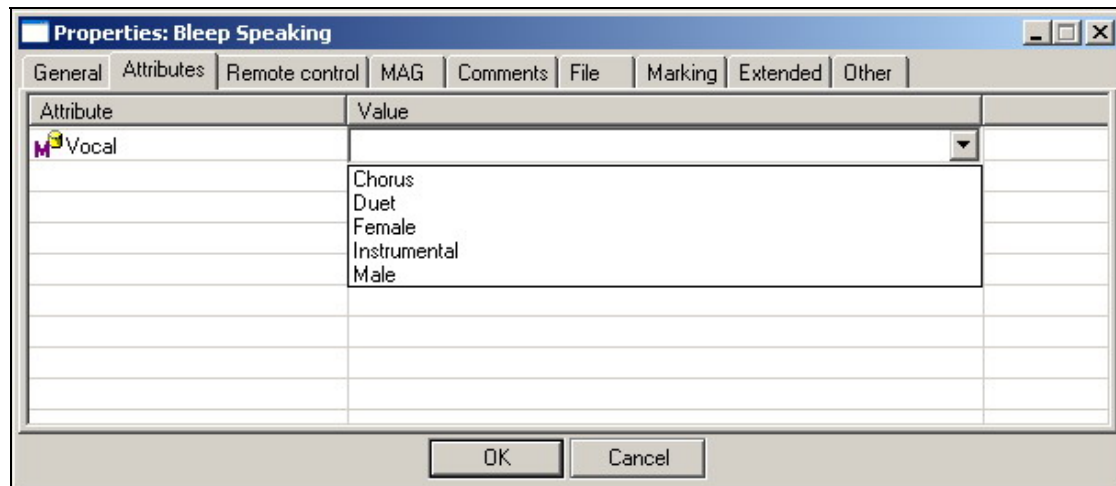 Properties: Bleep Speaking
General Attributes Remote control MAG Comments File Marking Extended Other
Attribute Value
M Vocal
Chorus
Duet
Female
Instrumental
Male
OK Cancel